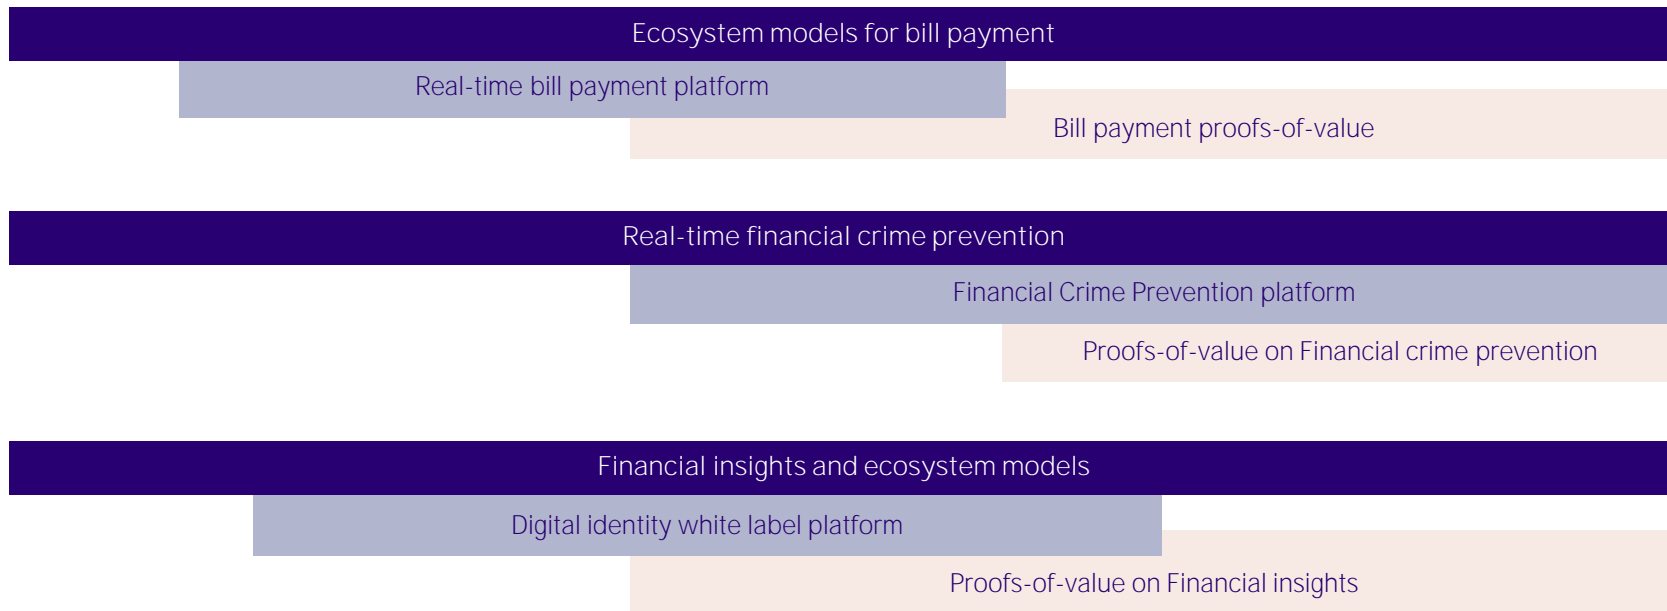 Ecosystem models for bill payment
Real-time bill payment platform
Bill payment proofs-of-value
Real-time financial crime prevention
Financial Crime Prevention platform
Proofs-of-value on Financial crime prevention
Financial insights and ecosystem models
Digital identity white label platform
Proofs-of-value on Financial insights